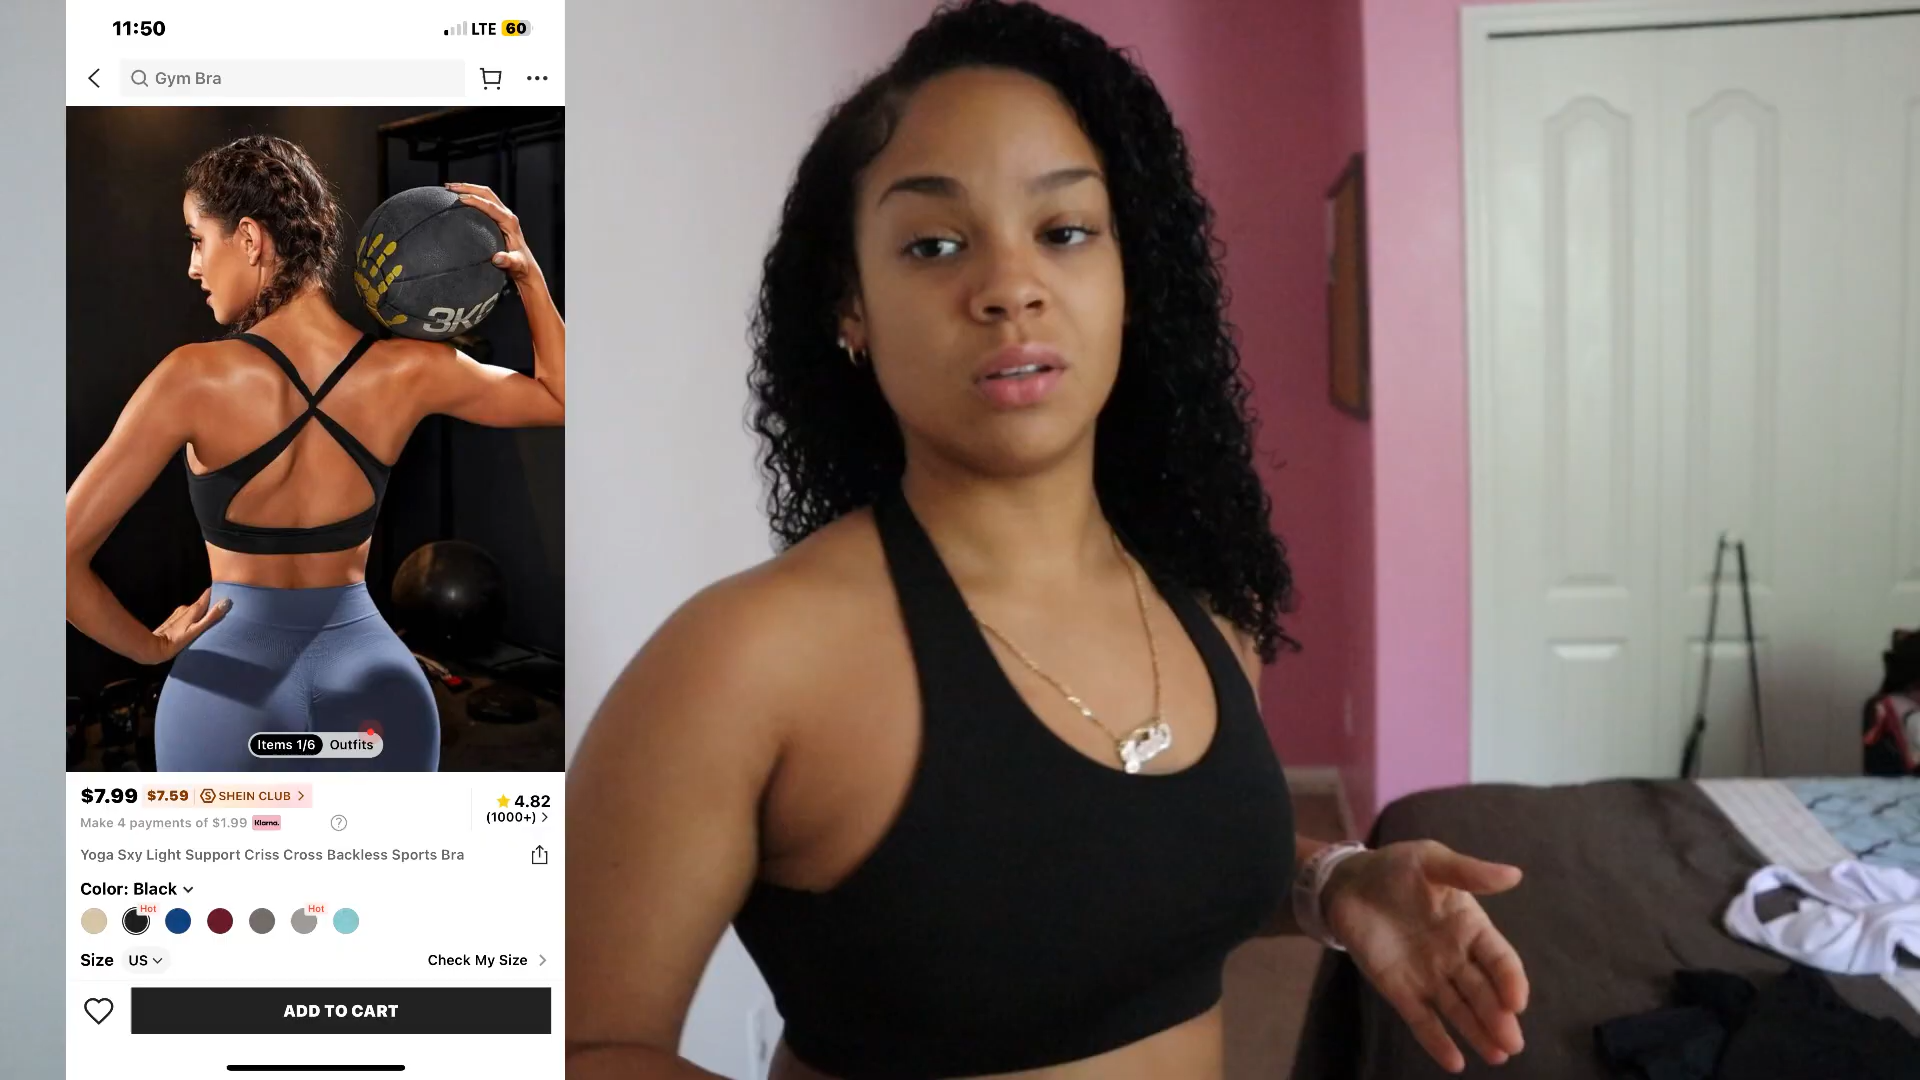 11:50
LTE 60
Gym Bra
3KG
Items 1/6 Outfits
$7.99 $7.59 S SHEIN CLUB >
4.82
Make 4 payments of $1.99 Klarna. ?
(1000+) >
Yoga Sxy Light Support Criss Cross Backless Sports Bra
Color: Black
Hot
Hot
Size US
Check My Size >
ADD TO CART